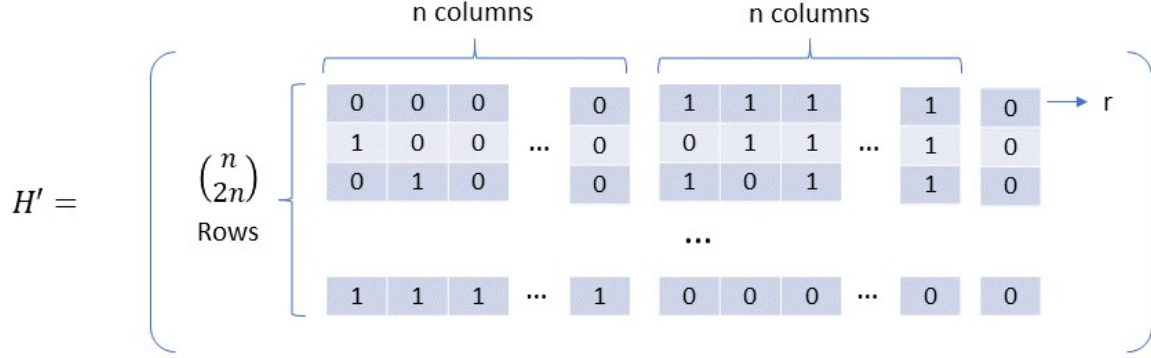 n columns n columns
0 0 0 0 1 1 1 1 0 r
1 0 0 ... 0 0 1 1 ... 1 0
0 1 0 0 1 0 1 1 0
(n 2n)
Rows
H′ =
...
1 1 1 ... 1 0 0 0 ... 0 0